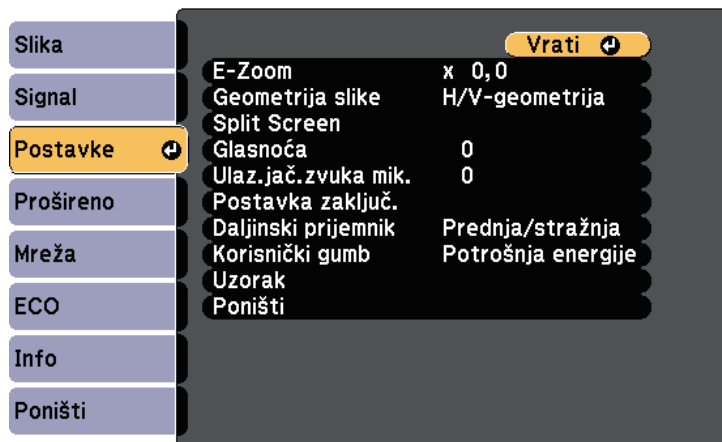 Slika
Signal
Postavke
Prošireno
Mreža
ECO
Info
Poništi
Vrati
E-Zoom x 0,0
Geometrija slike H/V-geometrija
Split Screen
Glasnoća 0
Ulaz.jač.zvuka mik. 0
Postavka zaključ.
Daljinski prijemnik Prednja/stražnja
Korisnički gumb Potrošnja energije
Uzorak
Poništi